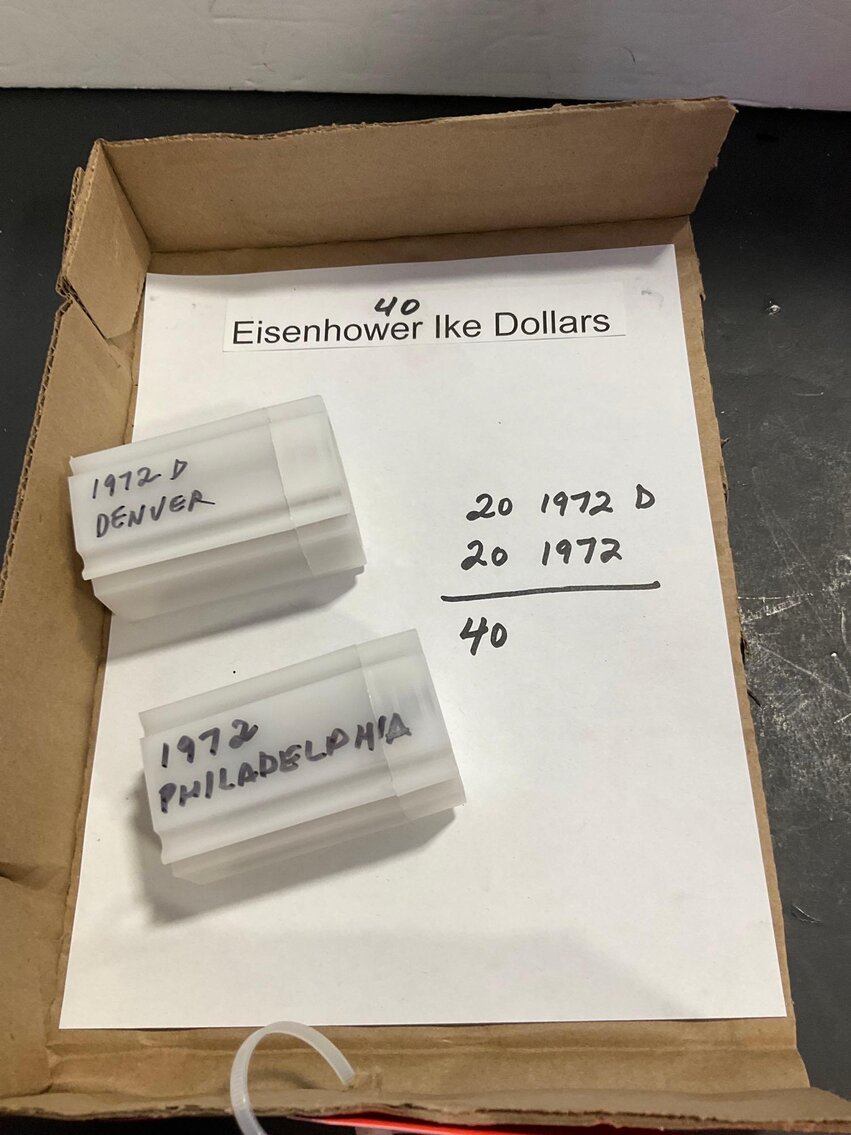 40
Eisenhower Ike Dollars
1972 D
DENVER
20 1972 D
20 1972
40
1972
PHILADELPHIA